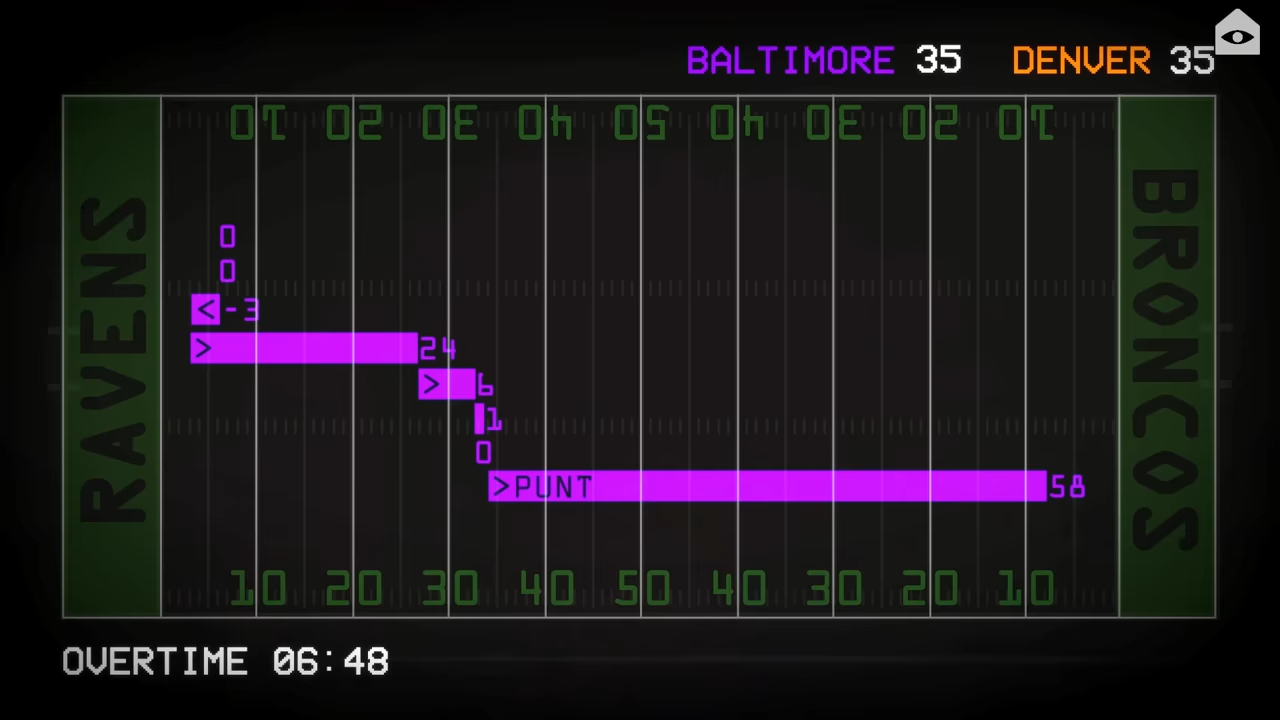 BALTIMORE 35 DENVER 35
10 20 30 40 50 40 30 20 10
RAVENS
BRONCOS
0
0
< -3
> 24
> 6
1
0
>PUNT 58
10 20 30 40 50 40 30 20 10
OVERTIME 06:48